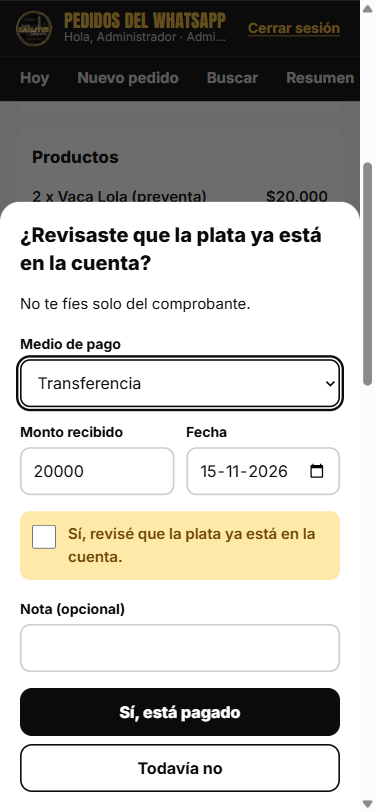 PEDIDOS DEL WHATSAPP
Hola, Administrador · Admi...
Cerrar sesión
Hoy Nuevo pedido Buscar Resumen
Productos
2 x Vaca Lola (preventa) $20.000
¿Revisaste que la plata ya está
en la cuenta?
No te fíes solo del comprobante.
Medio de pago
Transferencia
Monto recibido Fecha
20000 15-11-2026
Sí, revisé que la plata ya está en la
cuenta.
Nota (opcional)
Sí, está pagado
Todavía no